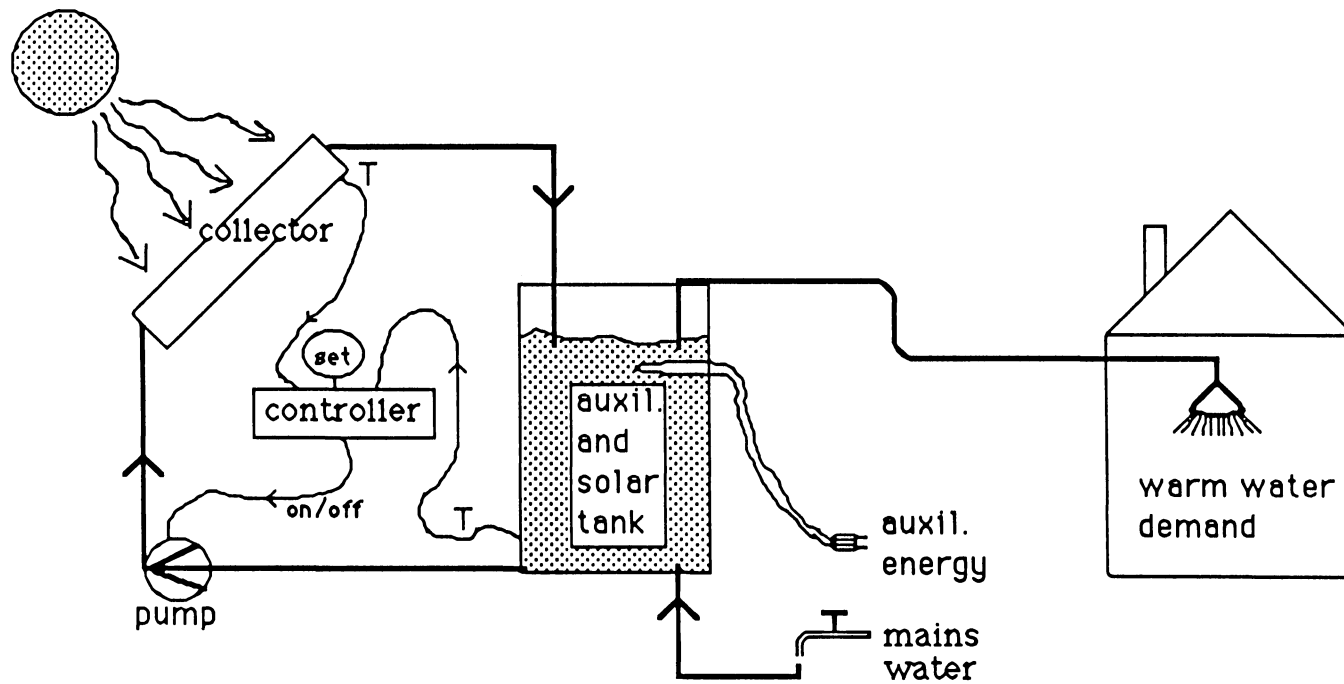 T
collector
set
controller
on/off
T
pump
auxil.
and
solar
tank
auxil.
energy
mains
water
warm water
demand